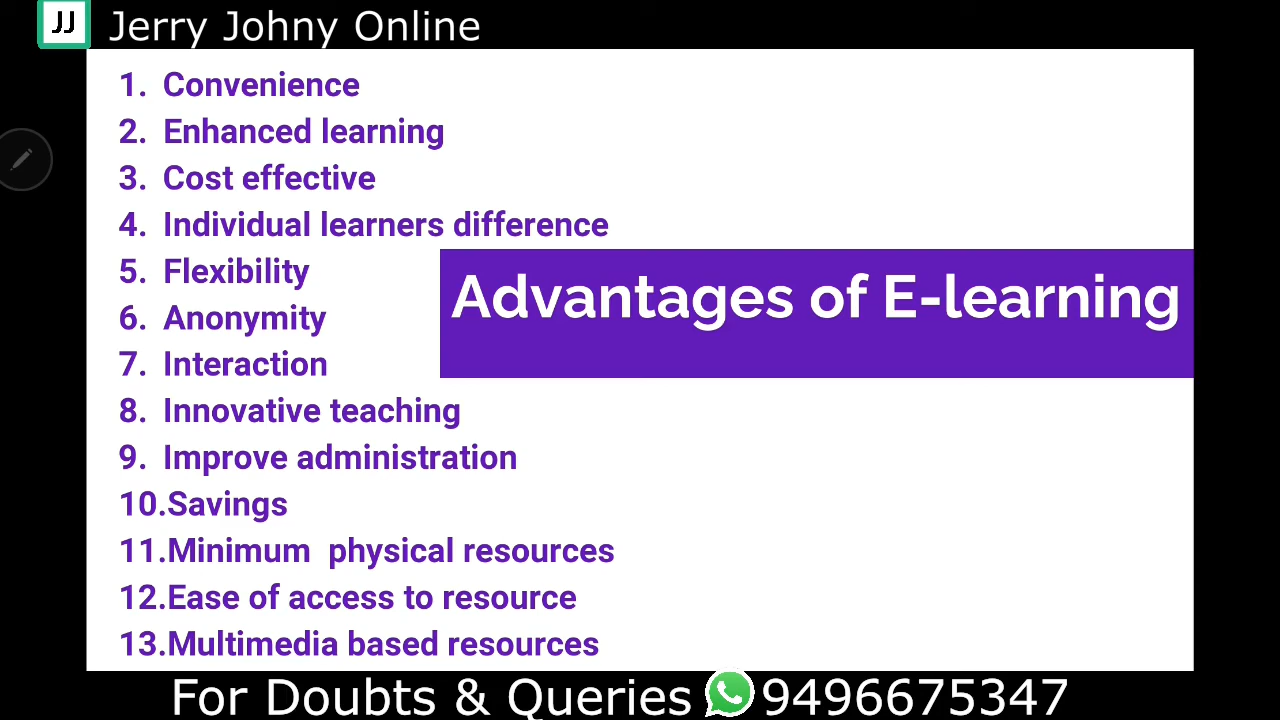 JJ Jerry Johny Online
1. Convenience
2. Enhanced learning
3. Cost effective
4. Individual learners difference
5. Flexibility
6. Anonymity
7. Interaction
8. Innovative teaching
9. Improve administration
10.Savings
11.Minimum physical resources
12.Ease of access to resource
13.Multimedia based resources
Advantages of E-learning
For Doubts & Queries 9496675347